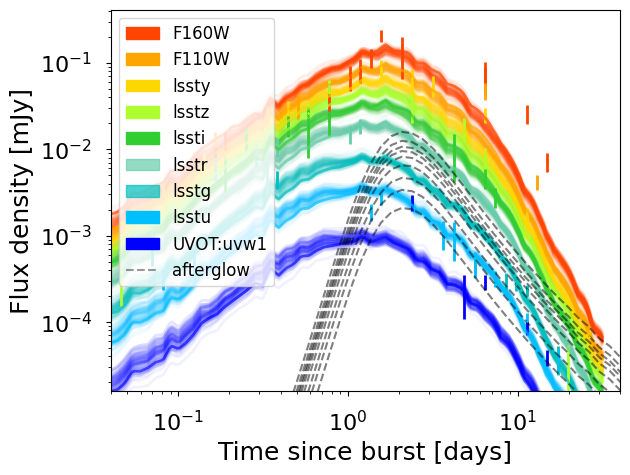 F160W
F110W
lssty
lsstz
lssti
lsstr
lsstg
lsstu
UVOT:uvw1
afterglow
Flux density [mJy]
10⁻¹
10⁻²
10⁻³
10⁻⁴
10⁻¹ 10⁰ 10¹
Time since burst [days]